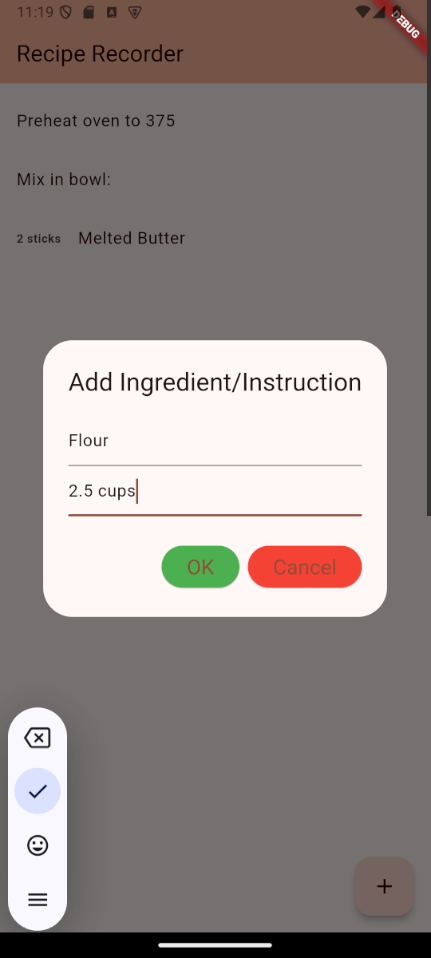 11:19
DEBUG
Recipe Recorder
Preheat oven to 375
Mix in bowl:
2 sticks Melted Butter
Add Ingredient/Instruction
Flour
2.5 cups
OK
Cancel